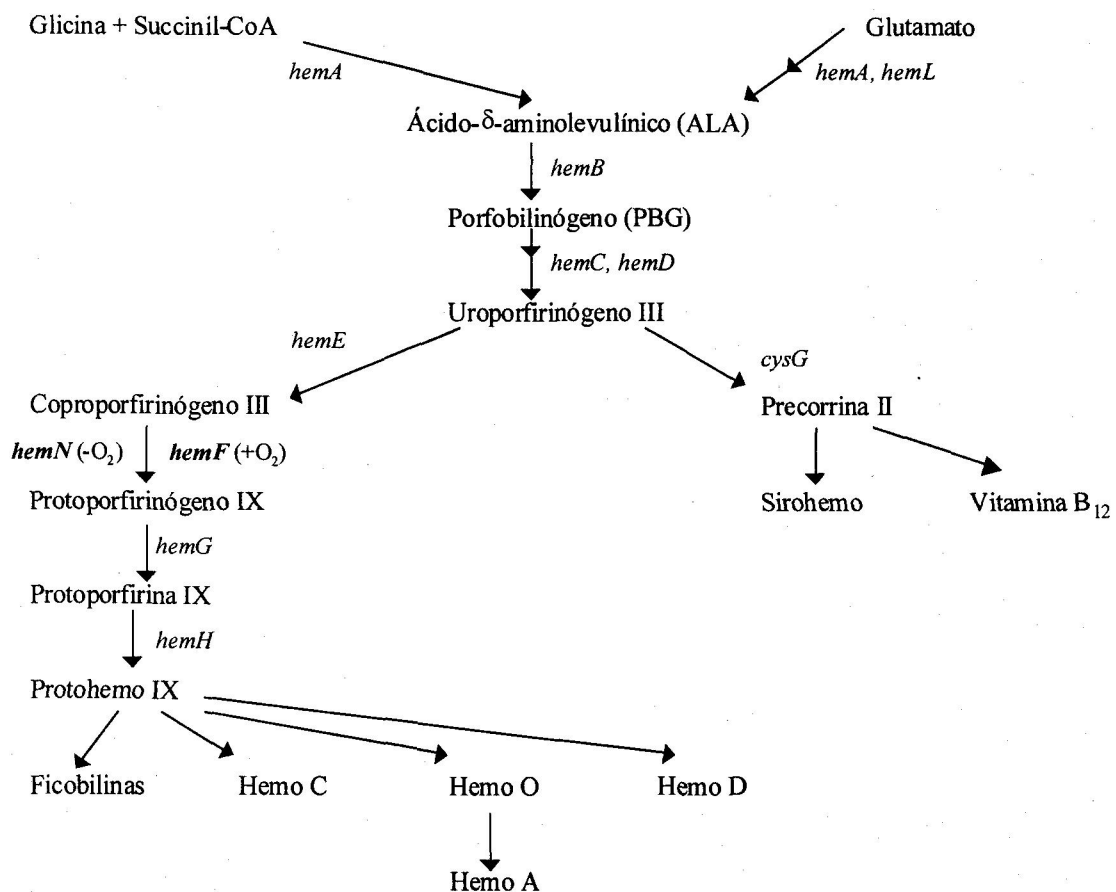 Glicina + Succinil-CoA
Glutamato
hemA
hemA, hemL
Ácido-δ-aminolevulínico (ALA)
hemB
Porfobilinógeno (PBG)
hemC, hemD
Uroporfirinógeno III
hemE
cysG
Coproporfirinógeno III
Precorrina II
hemN (-O₂) hemF (+O₂)
Protoporfirinógeno IX
Sirohemo
Vitamina B₁₂
hemG
Protoporfirina IX
hemH
Protohemo IX
Ficobilinas
Hemo C
Hemo O
Hemo D
Hemo A